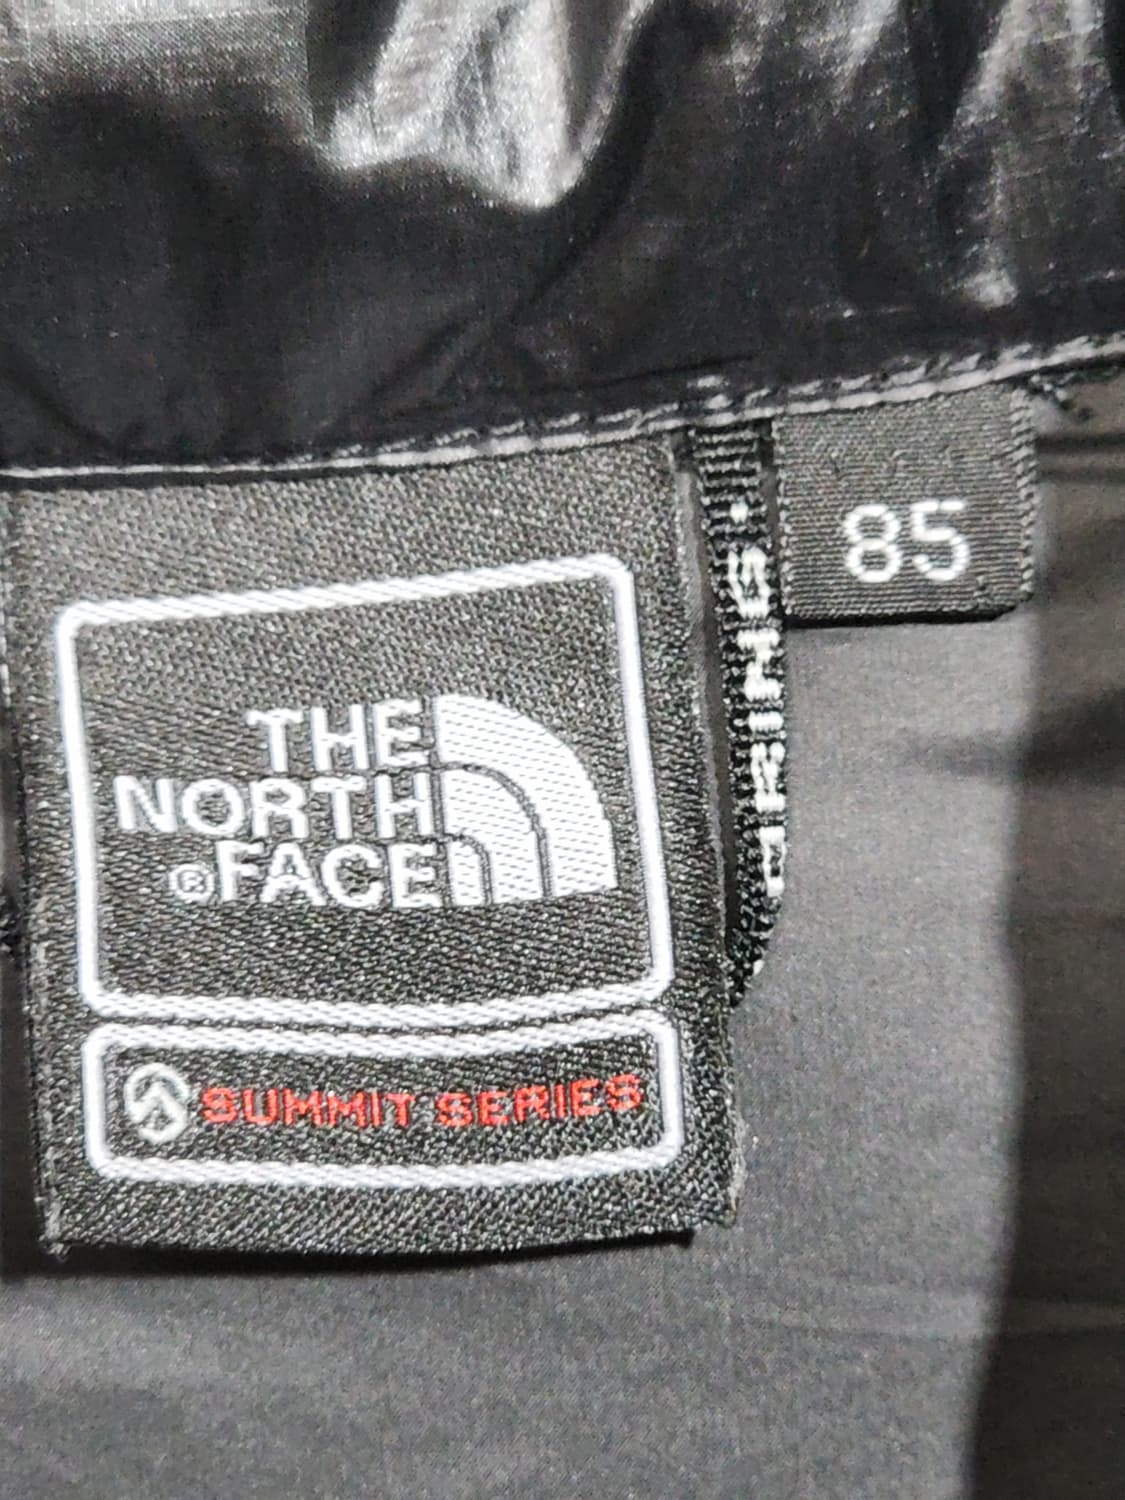 THE
NORTH
®FACE
SUMMIT SERIES
85